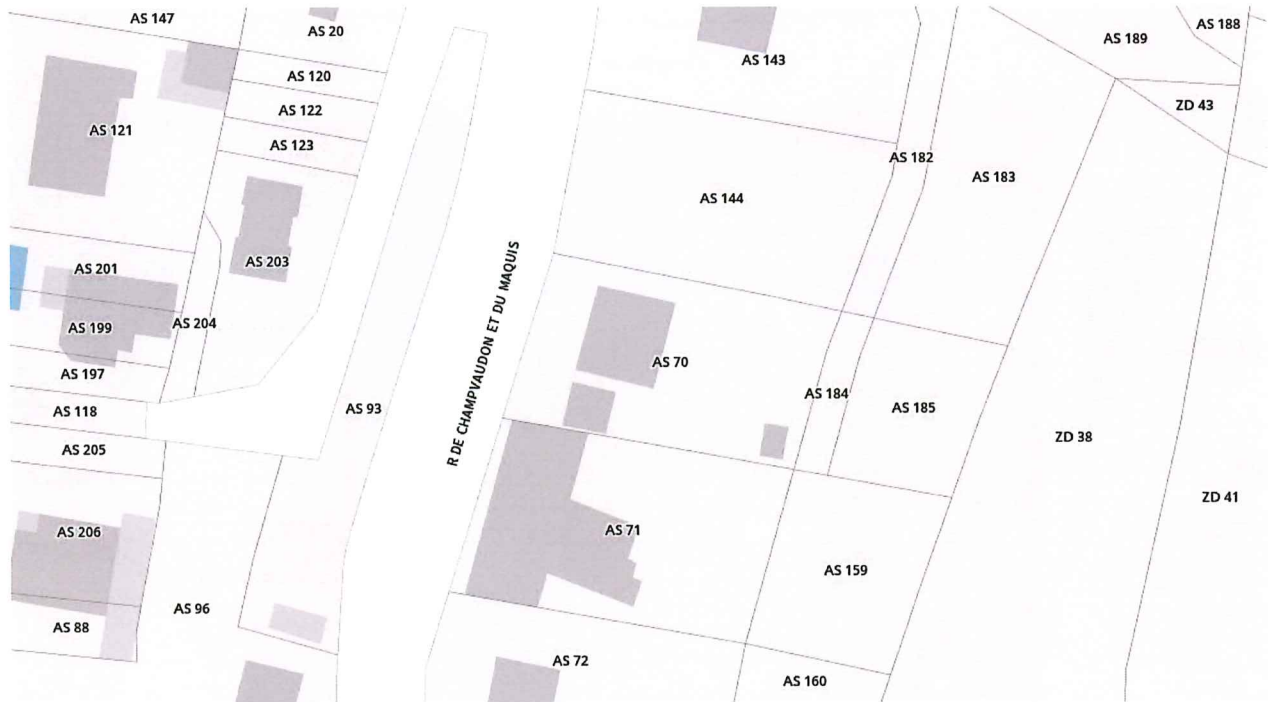 AS 147
AS 20
AS 188
AS 189
AS 143
AS 120
ZD 43
AS 122
AS 121
AS 123
AS 182
AS 183
AS 144
AS 203
AS 201
AS 204
AS 199
R DE CHAMPVAUDON ET DU MAQUIS
AS 70
AS 197
AS 184
AS 93
AS 185
AS 118
ZD 38
AS 205
ZD 41
AS 206
AS 71
AS 159
AS 96
AS 88
AS 72
AS 160